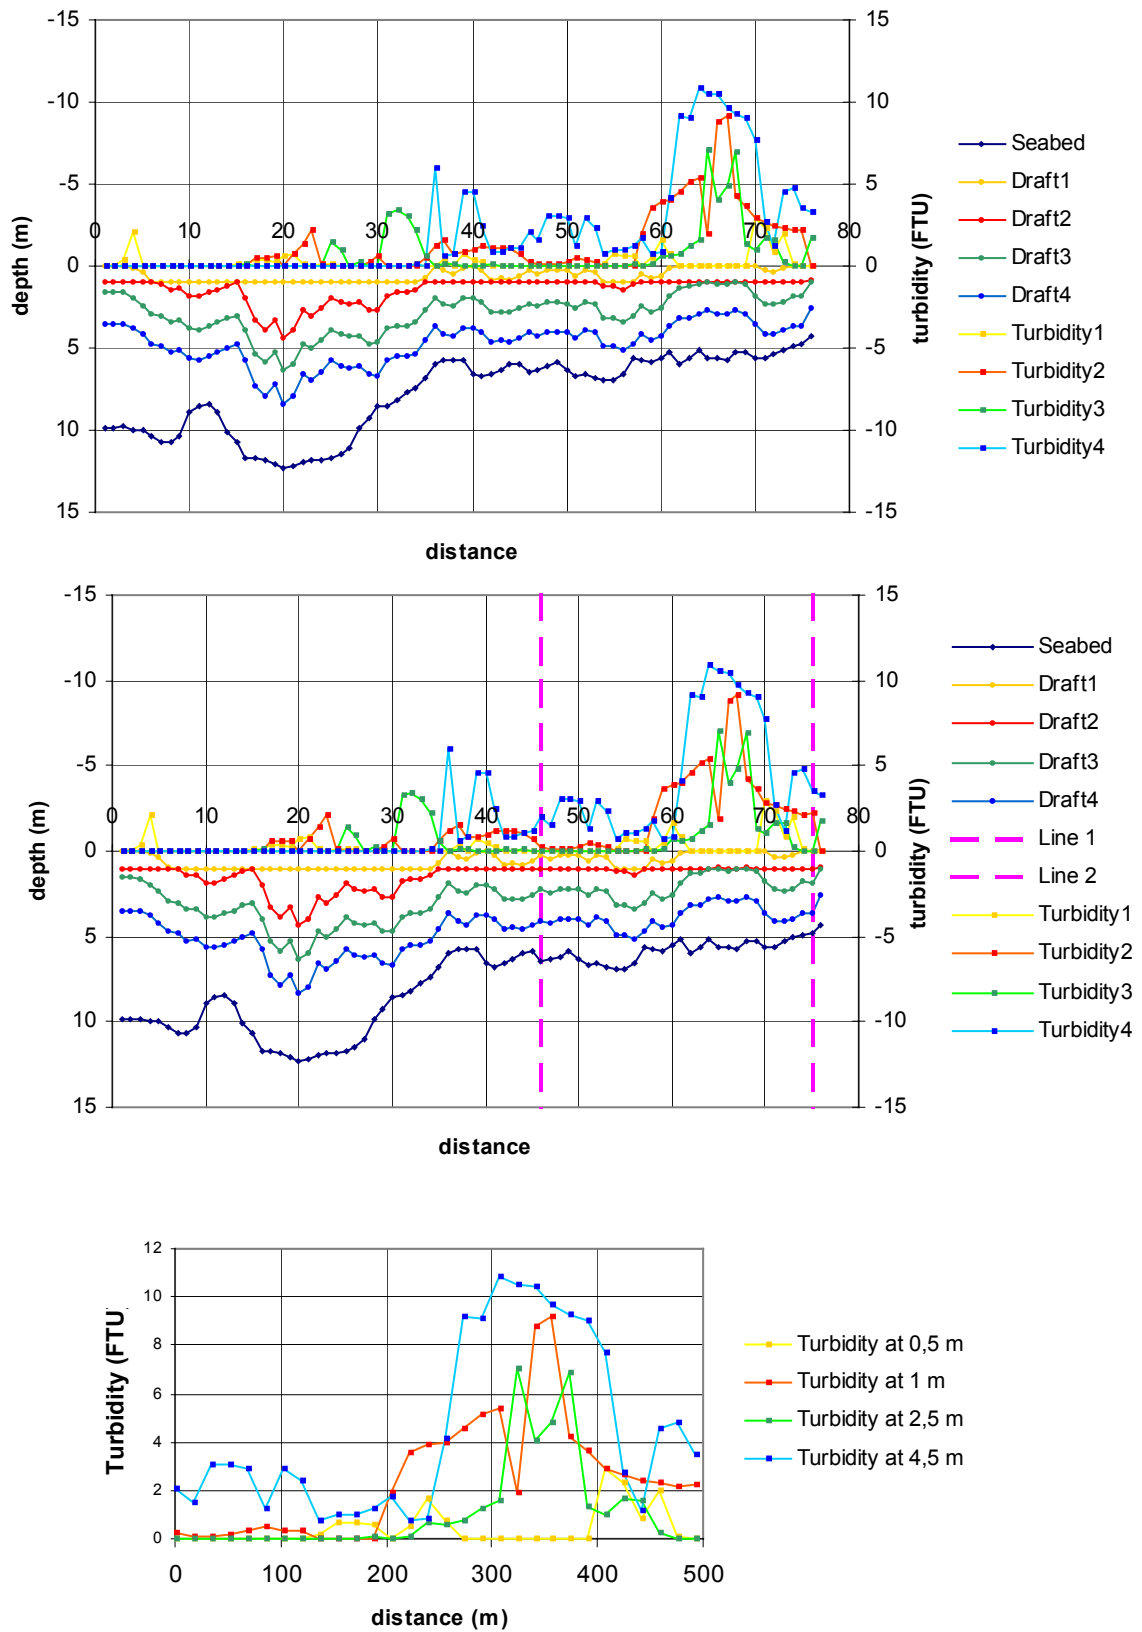 -15 15
-10 10
-5 5
0 10 20 30 40 50 60 70 80
0 0
5 -5
10 -10
15 -15
depth (m)
turbidity (FTU)
distance
Seabed
Draft1
Draft2
Draft3
Draft4
Turbidity1
Turbidity2
Turbidity3
Turbidity4
-15 15
-10 10
-5 5
0 10 20 30 40 50 60 70 80
0 0
5 -5
10 -10
15 -15
depth (m)
turbidity (FTU)
distance
Seabed
Draft1
Draft2
Draft3
Draft4
Line 1
Line 2
Turbidity1
Turbidity2
Turbidity3
Turbidity4
12
10
8
6
4
2
0
0 100 200 300 400 500
Turbidity (FTU)
distance (m)
Turbidity at 0,5 m
Turbidity at 1 m
Turbidity at 2,5 m
Turbidity at 4,5 m